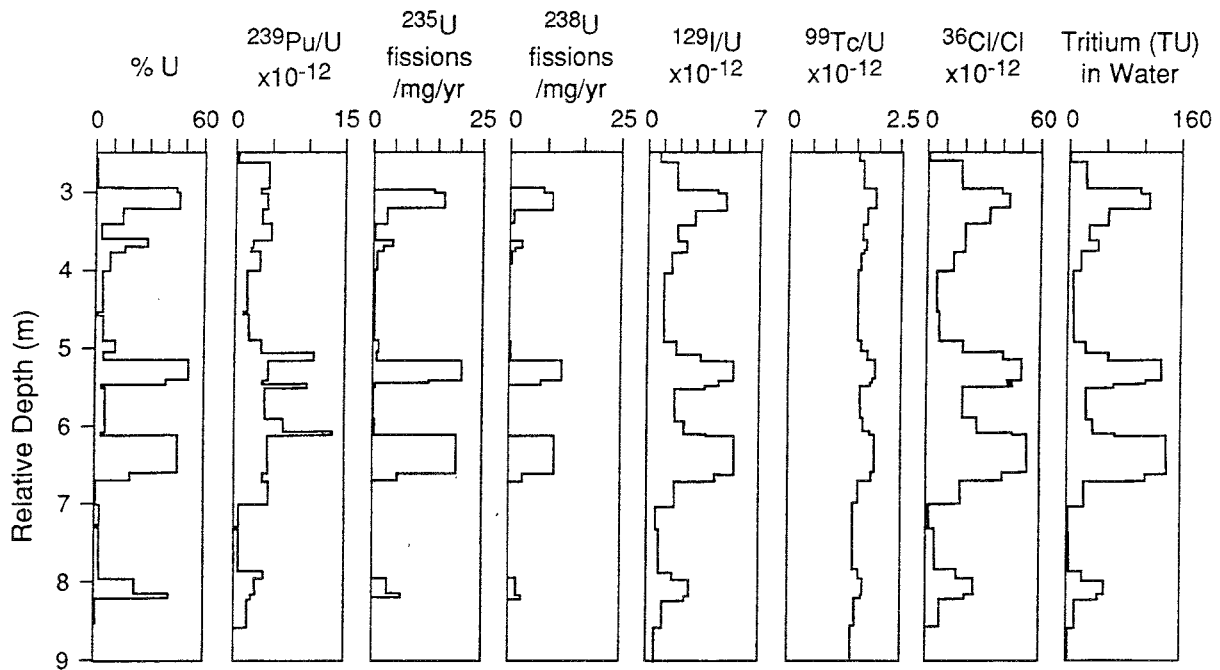 % U
239Pu/U
x10-12
235U
fissions
/mg/yr
238U
fissions
/mg/yr
129I/U
x10-12
99Tc/U
x10-12
36Cl/Cl
x10-12
Tritium (TU)
in Water
0 60 0 15 0 25 0 25 0 7 0 2.5 0 60 0 160
Relative Depth (m)
3
4
5
6
7
8
9